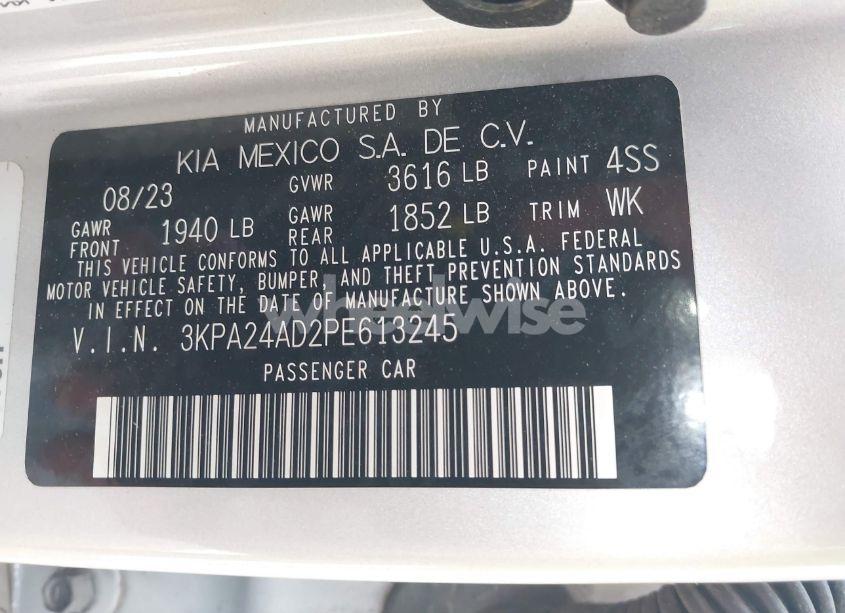 MANUFACTURED BY
KIA MEXICO S.A. DE C.V.
08/23 GVWR 3616 LB PAINT 4SS
GAWR FRONT 1940 LB GAWR REAR 1852 LB TRIM WK
THIS VEHICLE CONFORMS TO ALL APPLICABLE U.S.A. FEDERAL
MOTOR VEHICLE SAFETY, BUMPER, AND THEFT PREVENTION STANDARDS
IN EFFECT ON THE DATE OF MANUFACTURE SHOWN ABOVE.
wheelwise
V.I.N. 3KPA24AD2PE613245
PASSENGER CAR